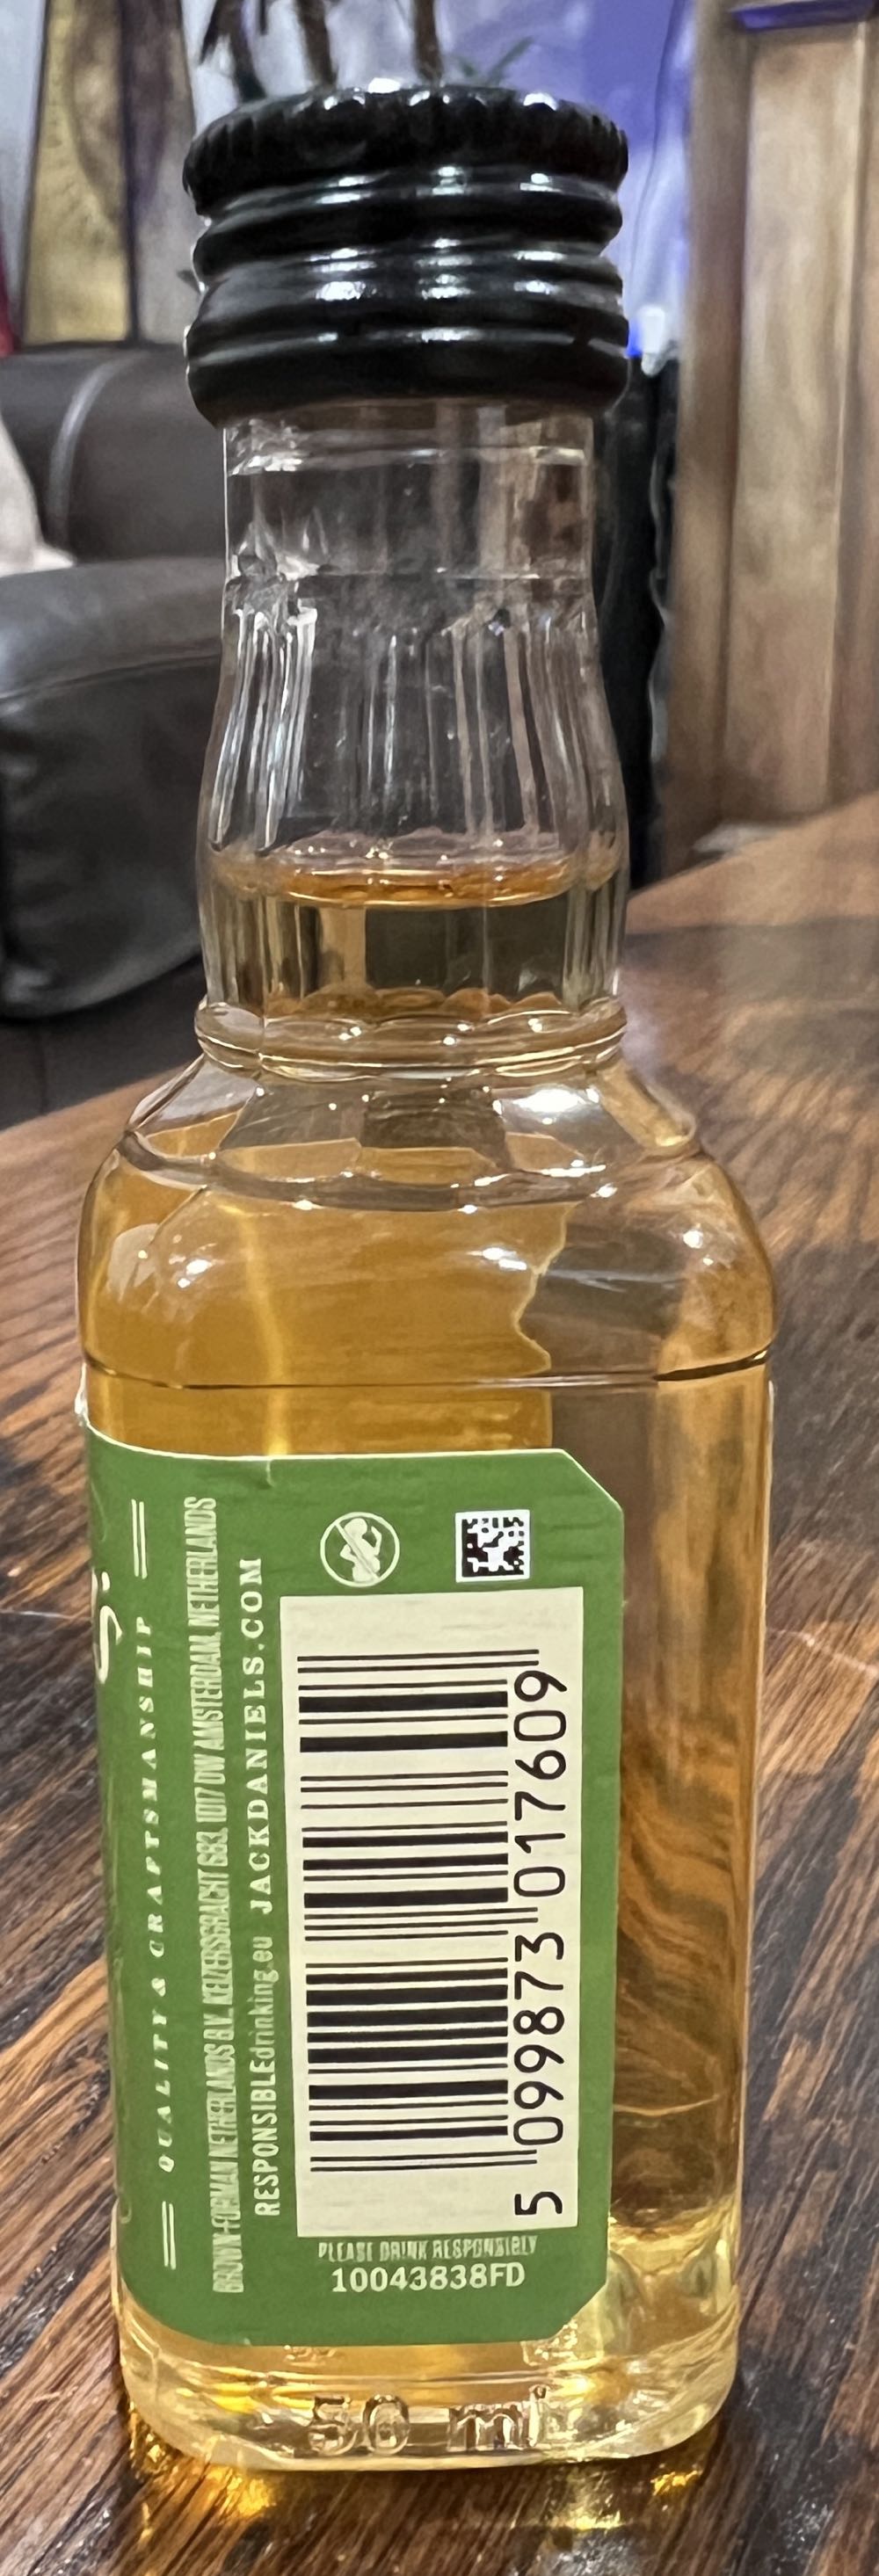 QUALITY & CRAFTSMANSHIP
BROWN-FORMAN NETHERLANDS B.V., KEIZERSGRACHT 683, 1017 DW AMSTERDAM, NETHERLANDS
RESPONSIBLEdrinking.eu JACKDANIELS.COM
5 099873 017609
PLEASE DRINK RESPONSIBLY
10043838FD
50 ml